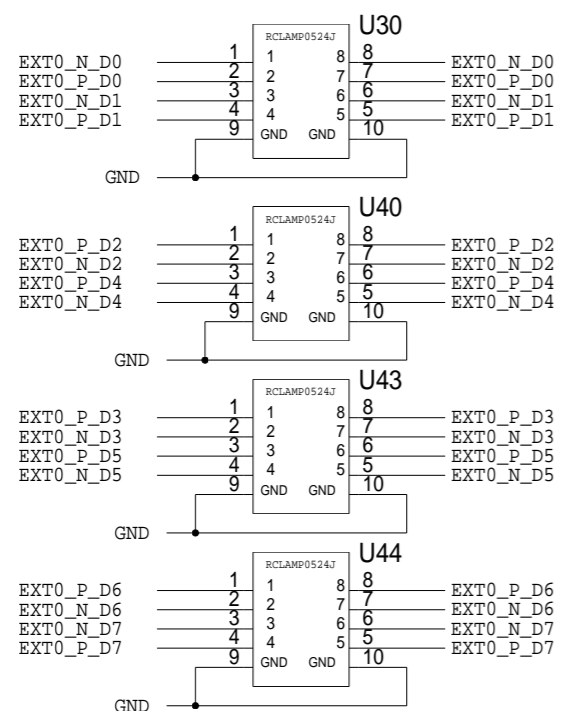 U30
RCLAMP0524J
EXT0_N_D0 1 1 8 8 EXT0_N_D0
EXT0_P_D0 2 2 7 7 EXT0_P_D0
EXT0_N_D1 3 3 6 6 EXT0_N_D1
EXT0_P_D1 4 4 5 5 EXT0_P_D1
9 GND GND 10
GND
U40
RCLAMP0524J
EXT0_P_D2 1 1 8 8 EXT0_P_D2
EXT0_N_D2 2 2 7 7 EXT0_N_D2
EXT0_P_D4 3 3 6 6 EXT0_P_D4
EXT0_N_D4 4 4 5 5 EXT0_N_D4
9 GND GND 10
GND
U43
RCLAMP0524J
EXT0_P_D3 1 1 8 8 EXT0_P_D3
EXT0_N_D3 2 2 7 7 EXT0_N_D3
EXT0_P_D5 3 3 6 6 EXT0_P_D5
EXT0_N_D5 4 4 5 5 EXT0_N_D5
9 GND GND 10
GND
U44
RCLAMP0524J
EXT0_P_D6 1 1 8 8 EXT0_P_D6
EXT0_N_D6 2 2 7 7 EXT0_N_D6
EXT0_N_D7 3 3 6 6 EXT0_N_D7
EXT0_P_D7 4 4 5 5 EXT0_P_D7
9 GND GND 10
GND